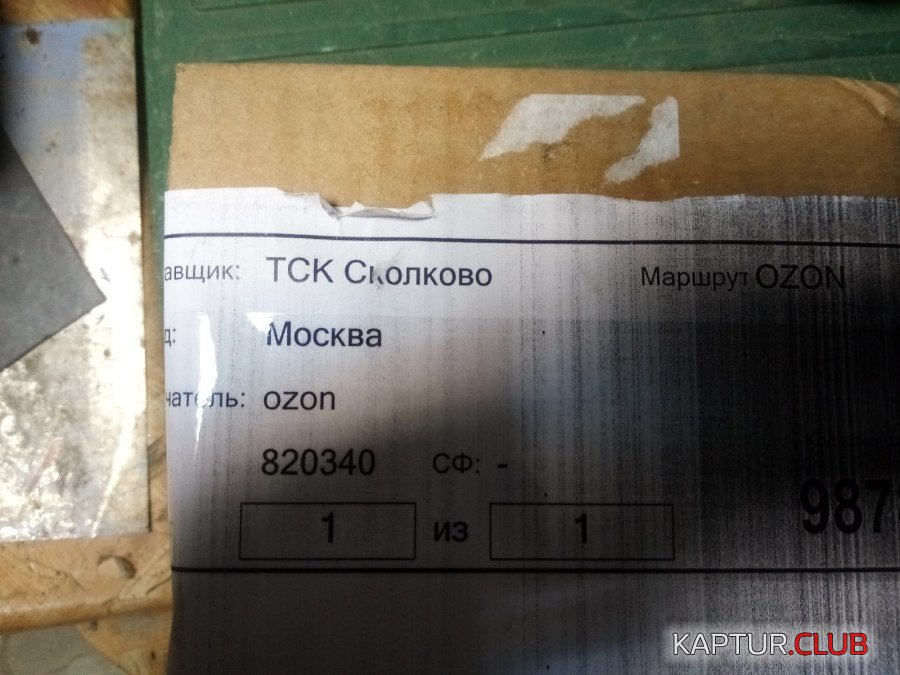 авщик: ТСК Сколково Маршрут OZON
д: Москва
чатель: ozon
820340 СФ: -
1 из 1
987
KAPTUR.CLUB